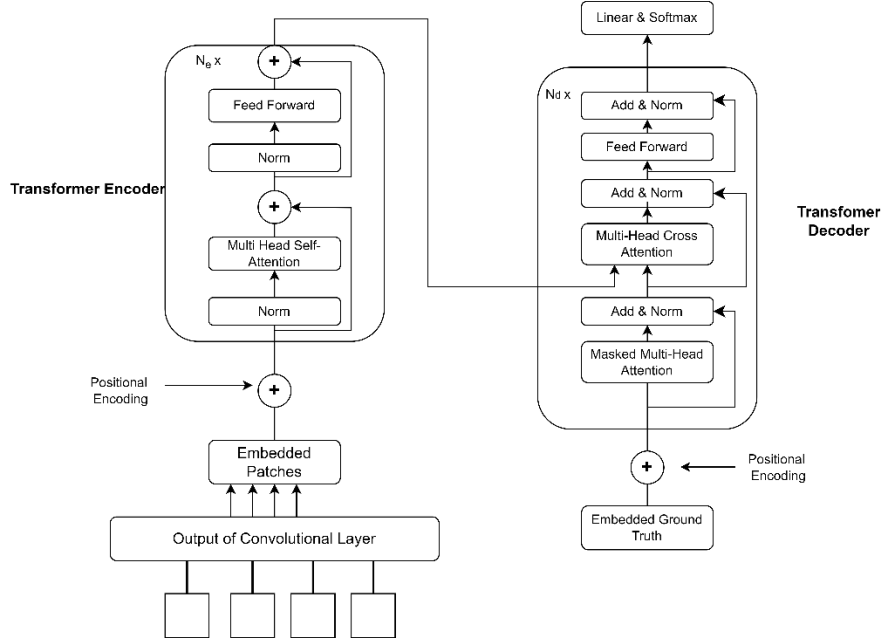 Ne x
Feed Forward
Norm
Transformer Encoder
Multi Head Self-
Attention
Norm
Positional
Encoding
Embedded
Patches
Output of Convolutional Layer
Linear & Softmax
Nd x
Add & Norm
Feed Forward
Add & Norm
Multi-Head Cross
Attention
Transfomer
Decoder
Add & Norm
Masked Multi-Head
Attention
Positional
Encoding
Embedded Ground
Truth